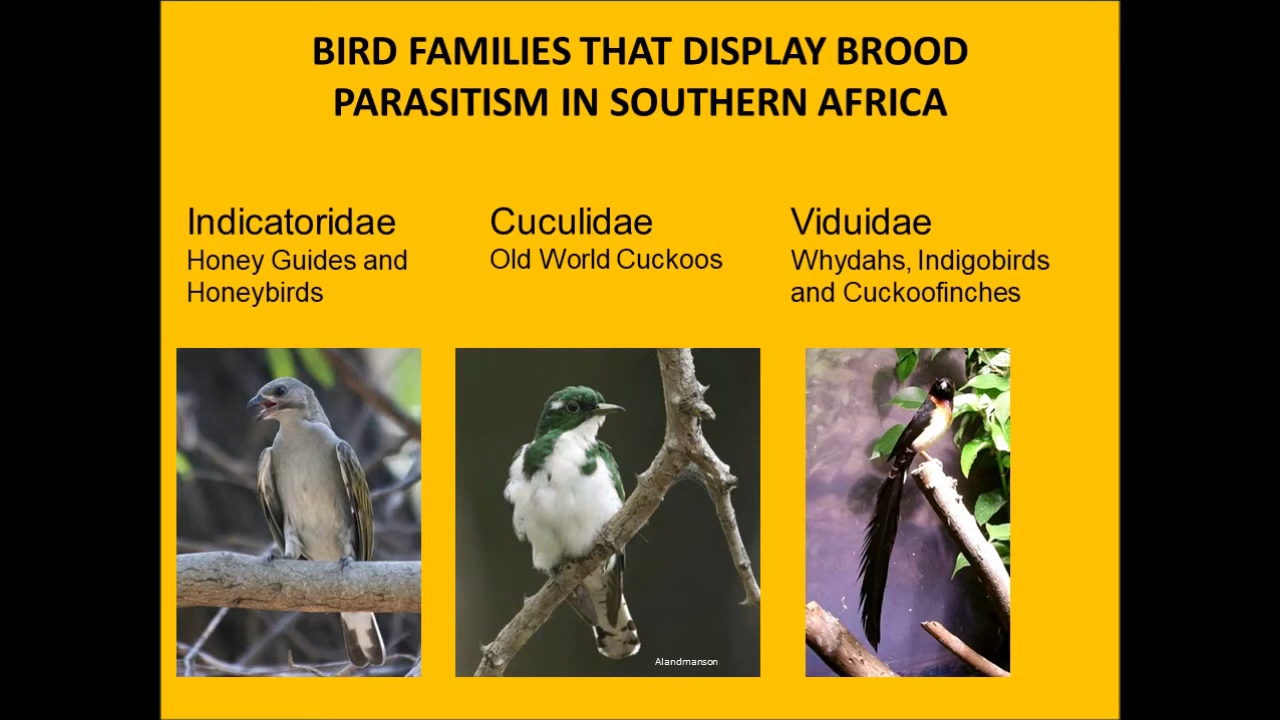 BIRD FAMILIES THAT DISPLAY BROOD
PARASITISM IN SOUTHERN AFRICA
Indicatoridae
Honey Guides and
Honeybirds
Cuculidae
Old World Cuckoos
Viduidae
Whydahs, Indigobirds
and Cuckoofinches
Alandmanson